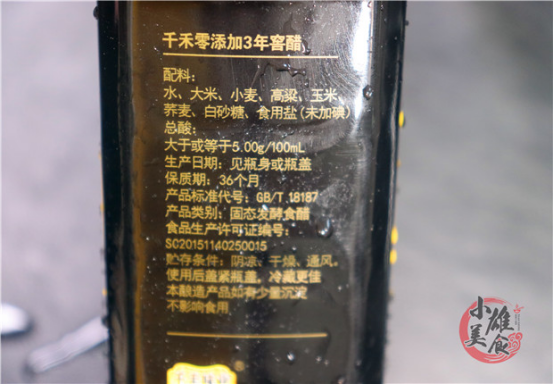 千禾零添加3年窖醋
配料:
水、大米、小麦、高粱、玉米、
荞麦、白砂糖、食用盐(未加碘)
总酸:
大于或等于5.00g/100mL
生产日期: 见瓶身或瓶盖
保质期: 36个月
产品标准代号: GB/T 18187
产品类别: 固态发酵食醋
食品生产许可证编号:
SC20151140250015
贮存条件: 阴凉、干燥、通风。
使用后盖紧瓶盖，冷藏更佳
本酿造产品如有少量沉淀
不影响食用
小雄
美食